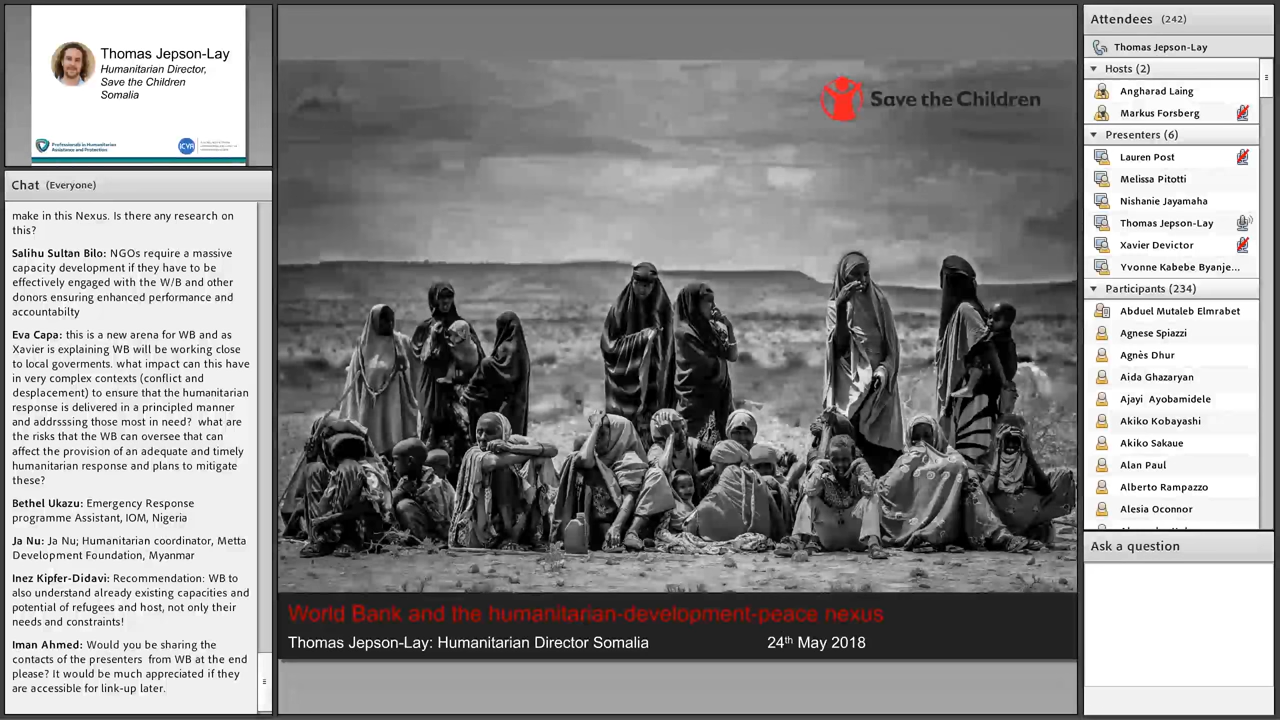 Thomas Jepson-Lay
Humanitarian Director,
Save the Children
Somalia
Professionals in Humanitarian
Assistance and Protection
ICVA
Chat (Everyone)
make in this Nexus. Is there any research on
this?
Salihu Sultan Bilo: NGOs require a massive
capacity development if they have to be
effectively engaged with the W/B and other
donors ensuring enhanced performance and
accountabilty
Eva Capa: this is a new arena for WB and as
Xavier is explaining WB will be working close
to local goverments. what impact can this have
in very complex contexts (conflict and
displacement) to ensure that the humanitarian
response is delivered in a principled manner
and addrsssing those most in need? what are
the risks that the WB can oversee that can
affect the provision of an adequate and timely
humanitarian response and plans to mitigate
these?
Bethel Ukazu: Emergency Response
programme Assistant, IOM, Nigeria
Ja Nu: Ja Nu; Humanitarian coordinator, Metta
Development Foundation, Myanmar
Inez Kipfer-Didavi: Recommendation: WB to
also understand already existing capacities and
potential of refugees and host, not only their
needs and constraints!
Iman Ahmed: Would you be sharing the
contacts of the presenters from WB at the end
please? It would be much appreciated if they
are accessible for link-up later.
Save the Children
World Bank and the humanitarian-development-peace nexus
Thomas Jepson-Lay: Humanitarian Director Somalia 24th May 2018
Attendees (242)
Thomas Jepson-Lay
Hosts (2)
Angharad Laing
Markus Forsberg
Presenters (6)
Lauren Post
Melissa Pitotti
Nishanie Jayamaha
Thomas Jepson-Lay
Xavier Devictor
Yvonne Kabebe Byanje...
Participants (234)
Abduel Mutaleb Elmrabet
Agnese Spiazzi
Agnès Dhur
Aida Ghazaryan
Ajayi Ayobamidele
Akiko Kobayashi
Akiko Sakaue
Alan Paul
Alberto Rampazzo
Alesia Oconnor
Ask a question